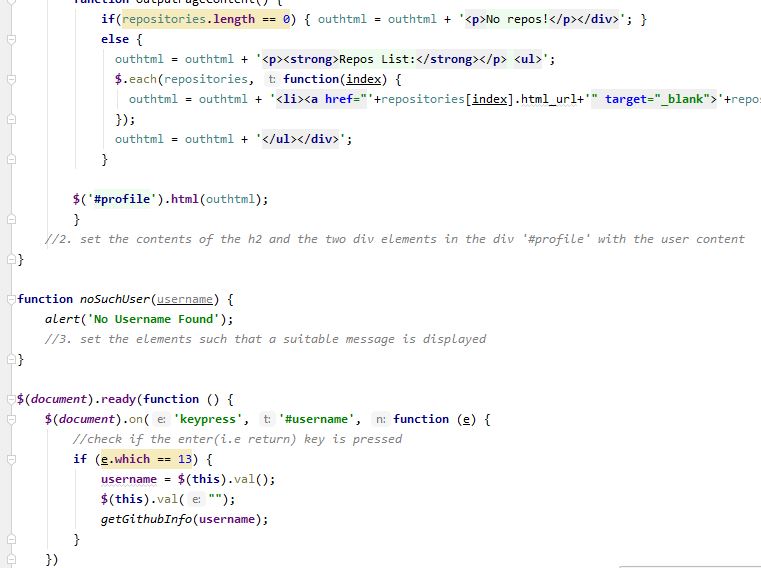 function outputPageContent() {
if(repositories.length == 0) { outhtml = outhtml + '<p>No repos!</p></div>'; }
else {
outhtml = outhtml + '<p><strong>Repos List:</strong></p> <ul>';
$.each(repositories, t: function(index) {
outhtml = outhtml + '<li><a href="'+repositories[index].html_url+'" target="_blank">'+repos
});
outhtml = outhtml + '</ul></div>';
}
$('#profile').html(outhtml);
}
//2. set the contents of the h2 and the two div elements in the div '#profile' with the user content
}
function noSuchUser(username) {
alert('No Username Found');
//3. set the elements such that a suitable message is displayed
}
$(document).ready(function () {
$(document).on( e: 'keypress', t: '#username', n: function (e) {
//check if the enter(i.e return) key is pressed
if (e.which == 13) {
username = $(this).val();
$(this).val( e: "");
getGithubInfo(username);
}
})